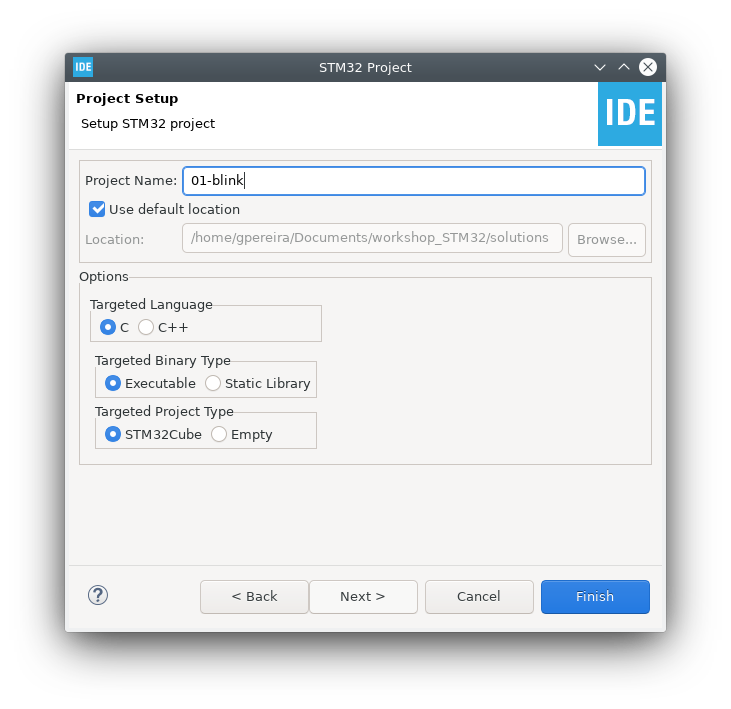 IDE STM32 Project
Project Setup
Setup STM32 project
IDE
Project Name: 01-blink
Use default location
Location: /home/gpereira/Documents/workshop_STM32/solutions Browse...
Options
Targeted Language
C C++
Targeted Binary Type
Executable Static Library
Targeted Project Type
STM32Cube Empty
? < Back Next > Cancel Finish